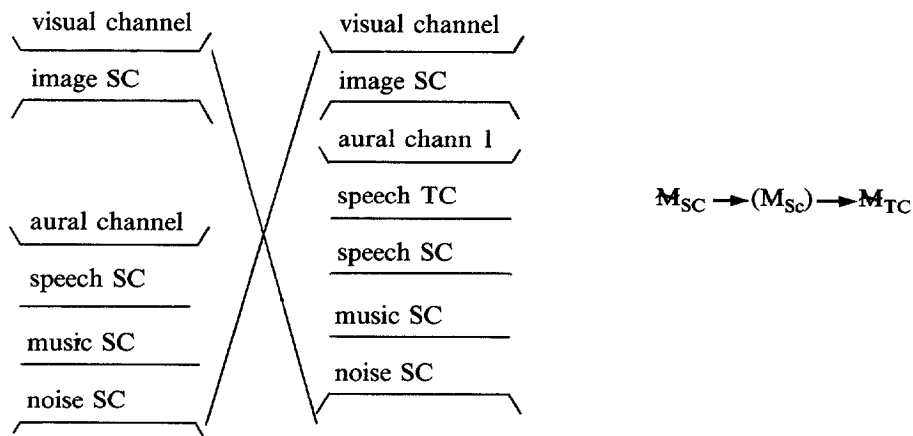 visual channel
image SC
aural channel
speech SC
music SC
noise SC
visual channel
image SC
aural chann l
speech TC
speech SC
music SC
noise SC
M_SC → (M_Sc) → M_TC